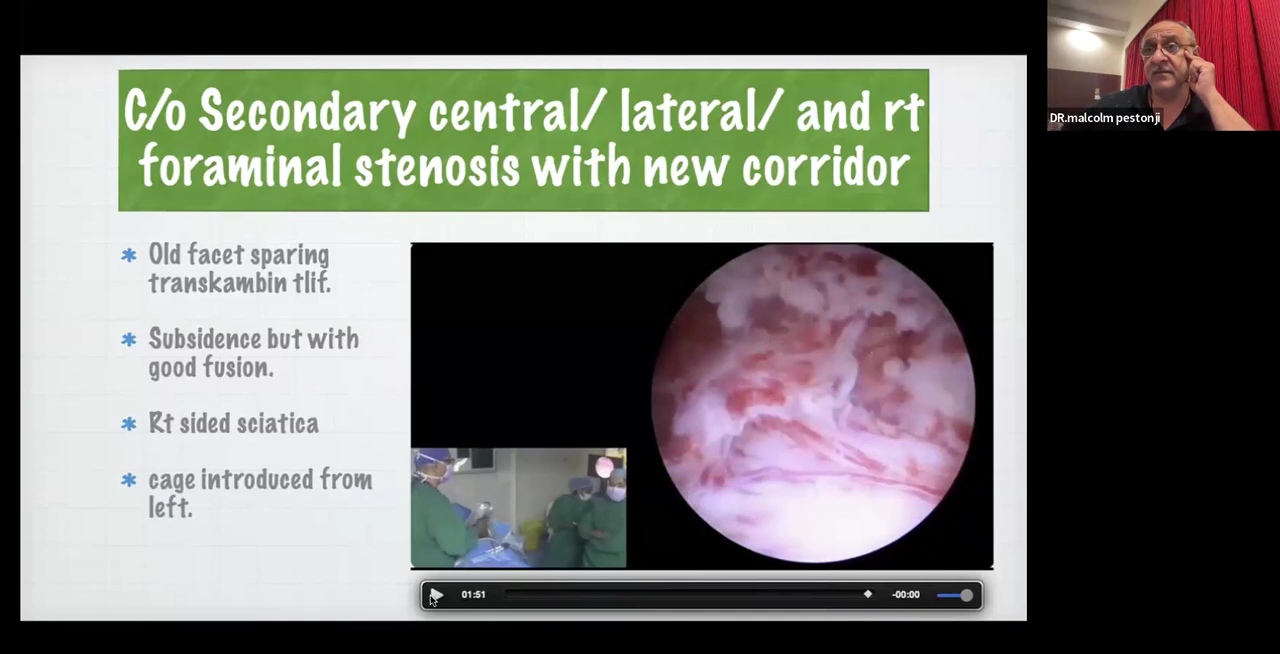 C/o Secondary central/ lateral/ and rt
foraminal stenosis with new corridor
DR.malcolm pestonji
* Old facet sparing
transkambin tlif.
* Subsidence but with
good fusion.
* Rt sided sciatica
* cage introduced from
left.
01:51
-00:00